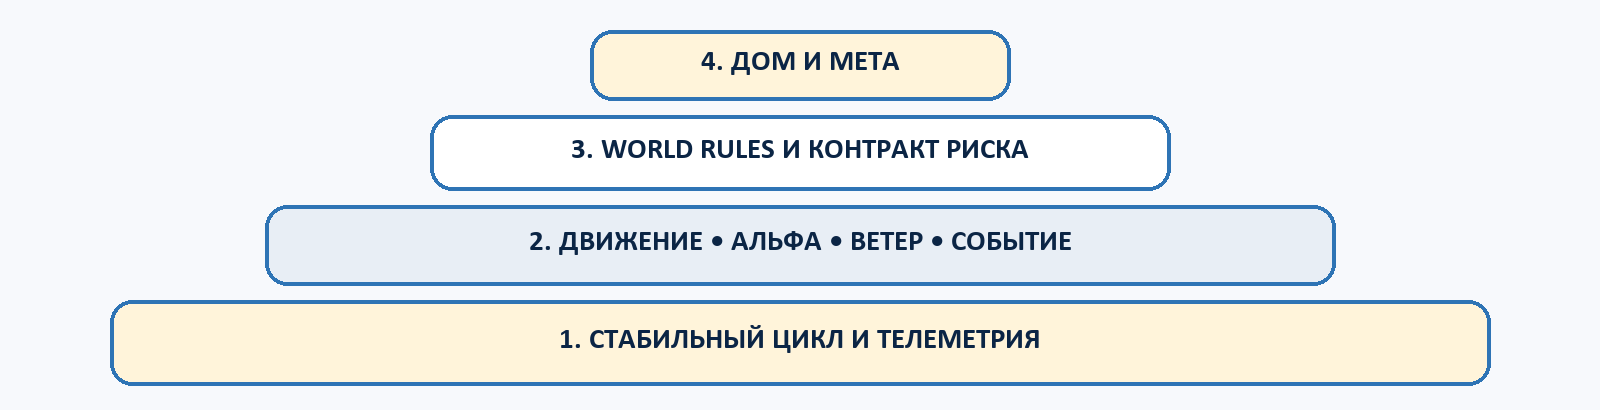 4. ДОМ И МЕТА
3. WORLD RULES И КОНТРАКТ РИСКА
2. ДВИЖЕНИЕ • АЛЬФА • ВЕТЕР • СОБЫТИЕ
1. СТАБИЛЬНЫЙ ЦИКЛ И ТЕЛЕМЕТРИЯ